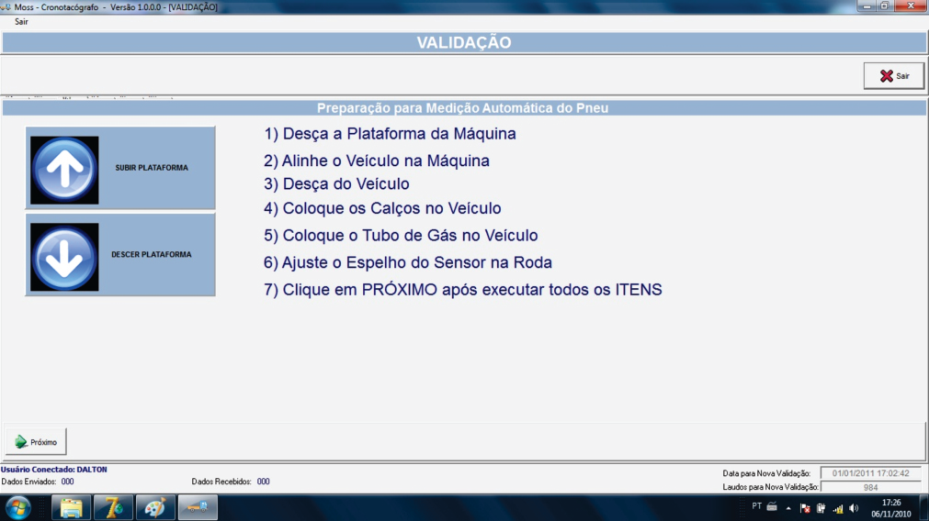 Moss - Cronotacógrafo - Versão 1.0.0.0 - [VALIDAÇÃO]
Sair
VALIDAÇÃO
Sair
Preparação para Medição Automática do Pneu
SUBIR PLATAFORMA
DESCER PLATAFORMA
1) Desça a Plataforma da Máquina
2) Alinhe o Veículo na Máquina
3) Desça do Veículo
4) Coloque os Calços no Veículo
5) Coloque o Tubo de Gás no Veículo
6) Ajuste o Espelho do Sensor na Roda
7) Clique em PRÓXIMO após executar todos os ITENS
Próximo
Usuário Conectado: DALTON
Dados Enviados: 000 Dados Recebidos: 000
Data para Nova Validação: 01/01/2011 17:02:42
Laudos para Nova Validação: 984
PT 17:26
06/11/2010